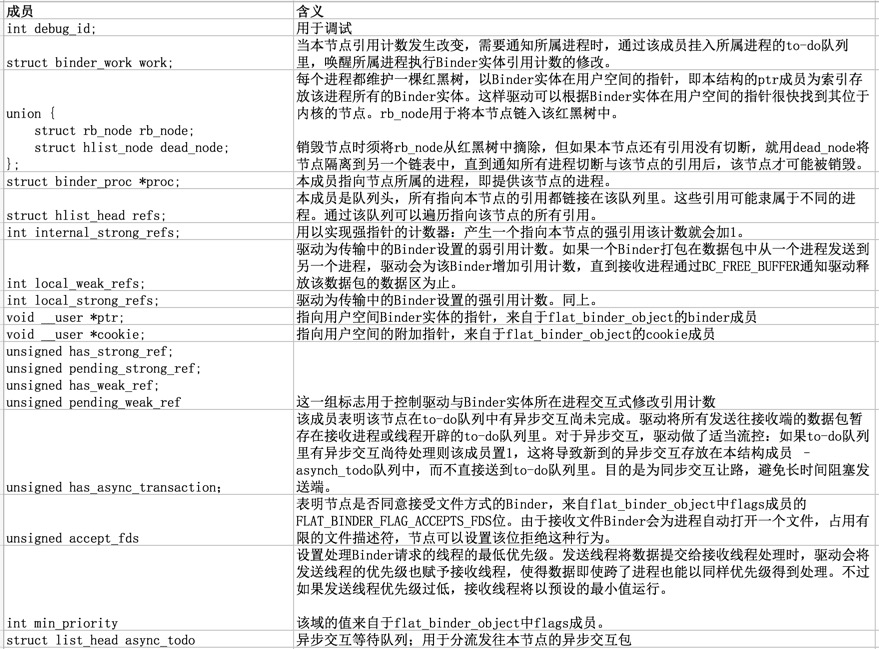 成员 含义
int debug_id; 用于调试
当本节点引用计数发生改变，需要通知所属进程时，通过该成员挂入所属进程的to-do队列
struct binder_work work; 里，唤醒所属进程执行Binder实体引用计数的修改。
每个进程都维护一棵红黑树，以Binder实体在用户空间的指针，即本结构的ptr成员为索引存
放该进程所有的Binder实体。这样驱动可以根据Binder实体在用户空间的指针很快找到其位于
union { 内核的节点。rb_node用于将本节点链入该红黑树中。
struct rb_node rb_node;
struct hlist_node dead_node; 销毁节点时须将rb_node从红黑树中摘除，但如果本节点还有引用没有切断，就用dead_node将
节点隔离到另一个链表中，直到通知所有进程切断与该节点的引用后，该节点才可能被销毁。
};
struct binder_proc *proc; 本成员指向节点所属的进程，即提供该节点的进程。
本成员是队列头，所有指向本节点的引用都链接在该队列里。这些引用可能隶属于不同的进
struct hlist_head refs; 程。通过该队列可以遍历指向该节点的所有引用。
int internal_strong_refs; 用以实现强指针的计数器：产生一个指向本节点的强引用该计数就会加1。
驱动为传输中的Binder设置的弱引用计数。如果一个Binder打包在数据包中从一个进程发送到
另一个进程，驱动会为该Binder增加引用计数，直到接收进程通过BC_FREE_BUFFER通知驱动释
int local_weak_refs; 放该数据包的数据区为止。
int local_strong_refs; 驱动为传输中的Binder设置的强引用计数。同上。
void __user *ptr; 指向用户空间Binder实体的指针，来自于flat_binder_object的binder成员
void __user *cookie; 指向用户空间的附加指针，来自于flat_binder_object的cookie成员
unsigned has_strong_ref;
unsigned pending_strong_ref;
unsigned has_weak_ref;
unsigned pending_weak_ref 这一组标志用于控制驱动与Binder实体所在进程交互式修改引用计数
该成员表明该节点在to-do队列中有异步交互尚未完成。驱动将所有发送往接收端的数据包暂
存在接收进程或线程开辟的to-do队列里。对于异步交互，驱动做了适当流控：如果to-do队列
里有异步交互尚待处理则该成员置1，这将导致新到的异步交互存放在本结构成员 –
asynch_todo队列中，而不直接送到to-do队列里。目的是为同步交互让路，避免长时间阻塞发
unsigned has_async_transaction; 送端。
表明节点是否同意接受文件方式的Binder，来自flat_binder_object中flags成员的
FLAT_BINDER_FLAG_ACCEPTS_FDS位。由于接收文件Binder会为进程自动打开一个文件，占用有
unsigned accept_fds 限的文件描述符，节点可以设置该位拒绝这种行为。
设置处理Binder请求的线程的最低优先级。发送线程将数据提交给接收线程处理时，驱动会将
发送线程的优先级也赋予接收线程，使得数据即使跨了进程也能以同样优先级得到处理。不过
如果发送线程优先级过低，接收线程将以预设的最小值运行。
int min_priority 该域的值来自于flat_binder_object中flags成员。
struct list_head async_todo 异步交互等待队列；用于分流发往本节点的异步交互包